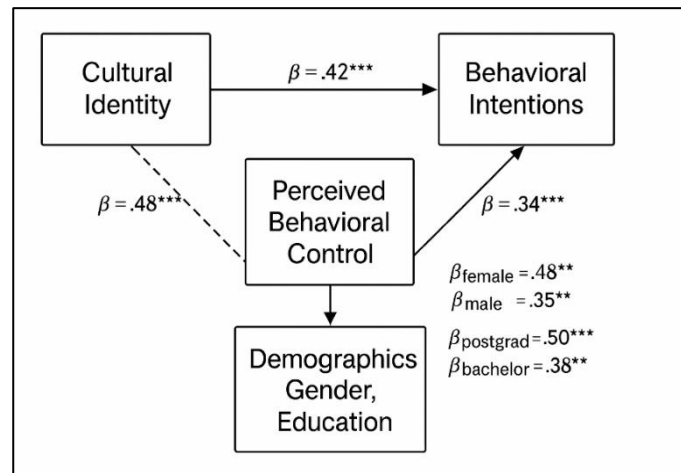 Cultural
Identity
β = .42***
Behavioral
Intentions
β = .48***
Perceived
Behavioral
Control
β = .34***
βfemale = .48**
βmale = .35**
βpostgrad = .50***
βbachelor = .38**
Demographics
Gender,
Education